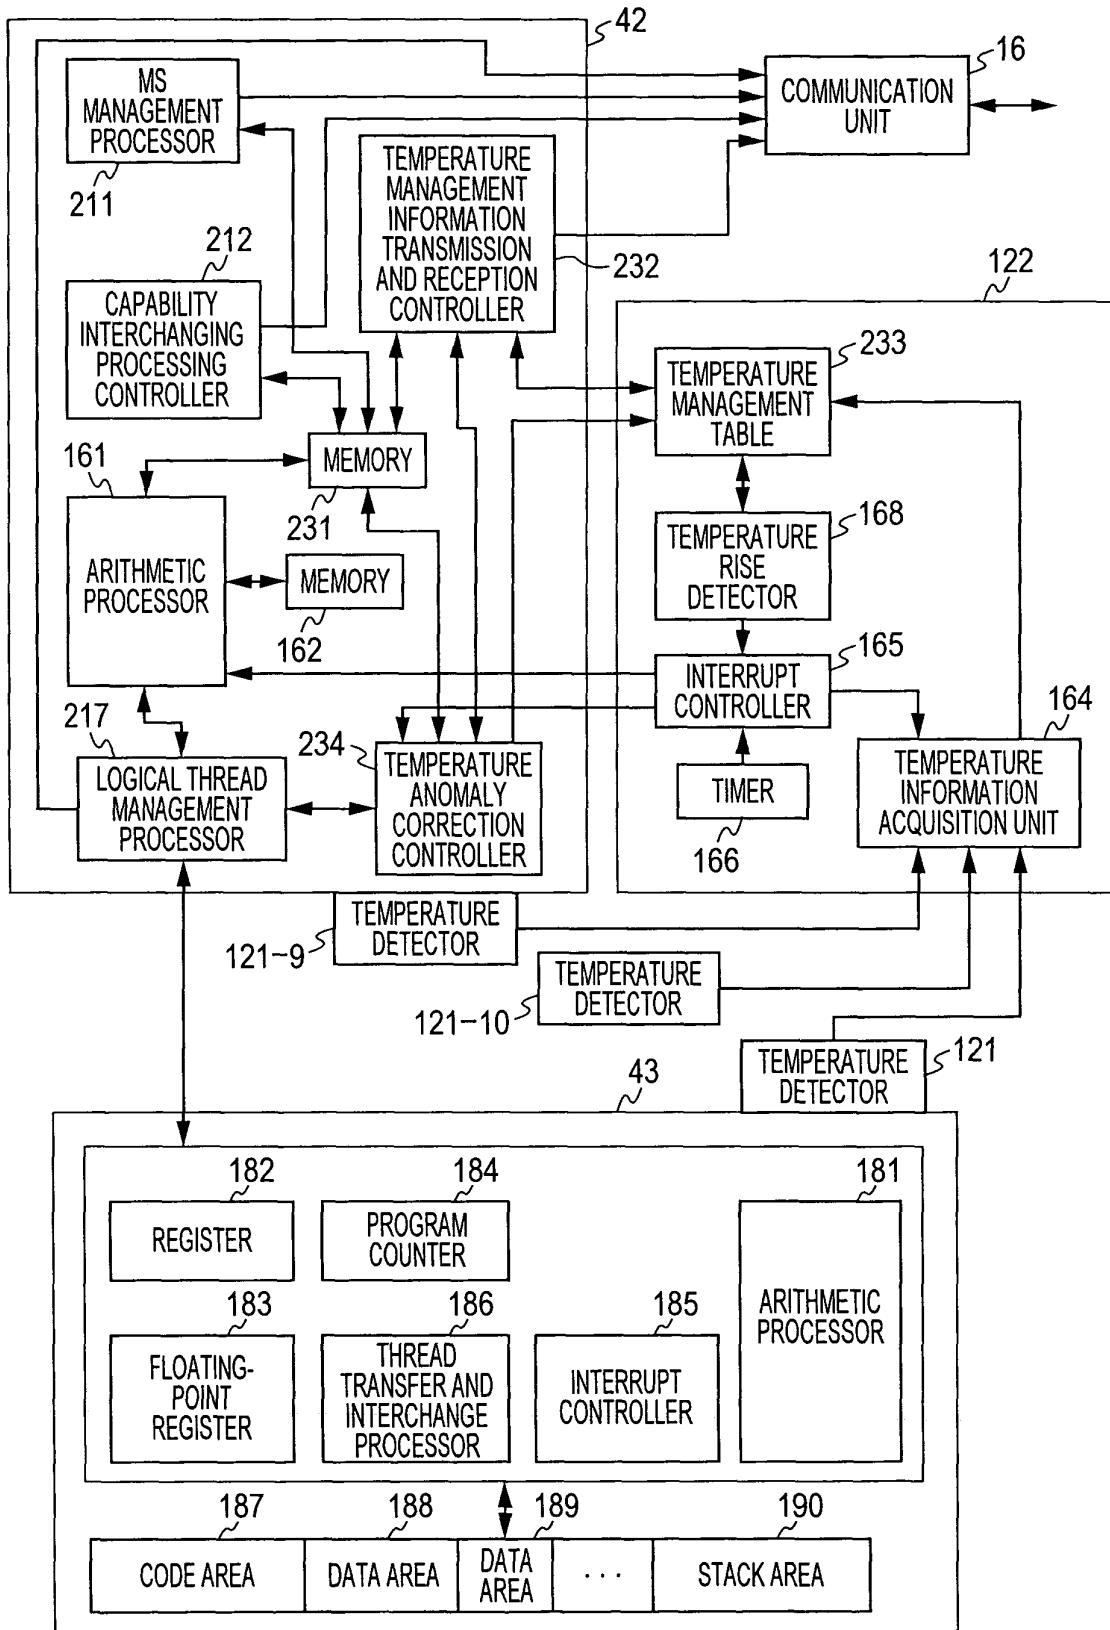 42
16
MS
MANAGEMENT
PROCESSOR
211
COMMUNICATION
UNIT
TEMPERATURE
MANAGEMENT
INFORMATION
TRANSMISSION
AND RECEPTION
CONTROLLER
232
212
CAPABILITY
INTERCHANGING
PROCESSING
CONTROLLER
122
233
TEMPERATURE
MANAGEMENT
TABLE
161
MEMORY
231
ARITHMETIC
PROCESSOR
MEMORY
162
168
TEMPERATURE
RISE
DETECTOR
165
INTERRUPT
CONTROLLER
217
LOGICAL THREAD
MANAGEMENT
PROCESSOR
234
TEMPERATURE
ANOMALY
CORRECTION
CONTROLLER
TIMER
166
164
TEMPERATURE
INFORMATION
ACQUISITION UNIT
TEMPERATURE
DETECTOR
121-9
TEMPERATURE
DETECTOR
121-10
TEMPERATURE
DETECTOR
121
43
182
REGISTER
184
PROGRAM
COUNTER
181
ARITHMETIC
PROCESSOR
183
FLOATING-
POINT
REGISTER
186
THREAD
TRANSFER AND
INTERCHANGE
PROCESSOR
185
INTERRUPT
CONTROLLER
187
188
189
190
CODE AREA
DATA AREA
DATA
AREA
...
STACK AREA